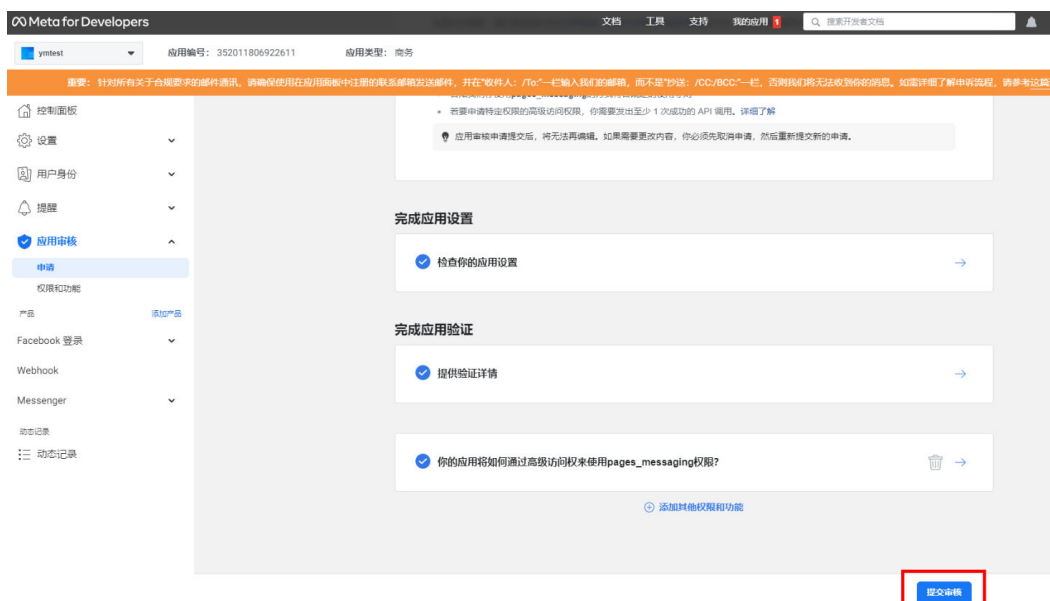 Meta for Developers
文档
工具
支持
我的应用 1
搜索开发者文档
ymtest
应用编号： 352011806922611
应用类型： 商务
重要： 针对所有关于合规要求的邮件通讯，请确保使用在应用面板中注册的联系邮箱发送邮件，并在"收件人：/To:"一栏输入我们的邮箱，而不是"抄送：/CC/BCC:"一栏，否则我们将无法收到你的消息。如需详细了解申诉流程，请参考这篇
控制面板
设置
用户身份
提醒
应用审核
申请
权限和功能
产品
添加产品
Facebook 登录
Webhook
Messenger
动态记录
动态记录
若要申请特定权限的高级访问权限，你需要发出至少 1 次成功的 API 调用。详细了解
应用审核申请提交后，将无法再编辑。如果需要更改内容，你必须先取消申请，然后重新提交新的申请。
完成应用设置
检查你的应用设置
完成应用验证
提供验证详情
你的应用将如何通过高级访问权来使用pages_messaging权限?
添加其他权限和功能
提交审核